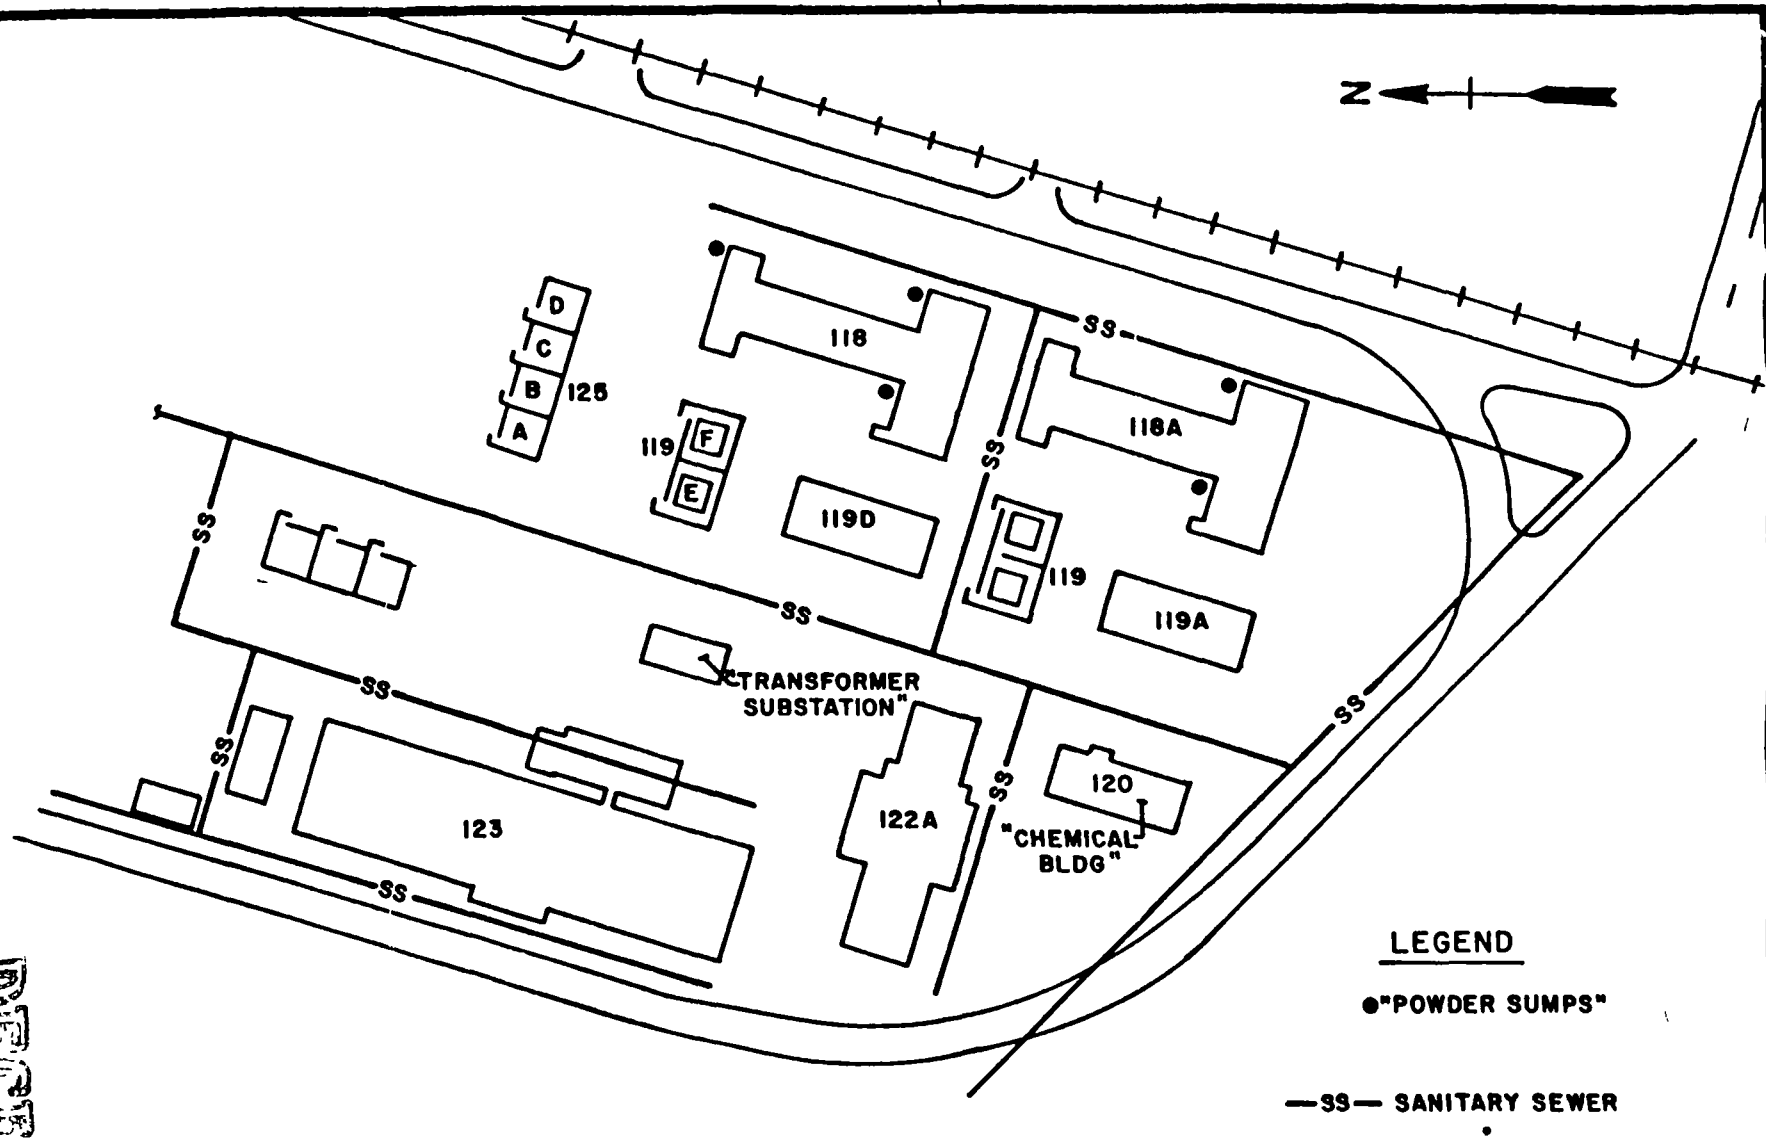 N
SS
D
C
B
125
A
118
118A
119
F
E
SS
119D
SS
119
119A
SS
SS
"TRANSFORMER
SUBSTATION"
SS
SS
SS
SS
120
"CHEMICAL
BLDG"
122A
123
SS
LEGEND
"POWDER SUMPS"
—SS— SANITARY SEWER